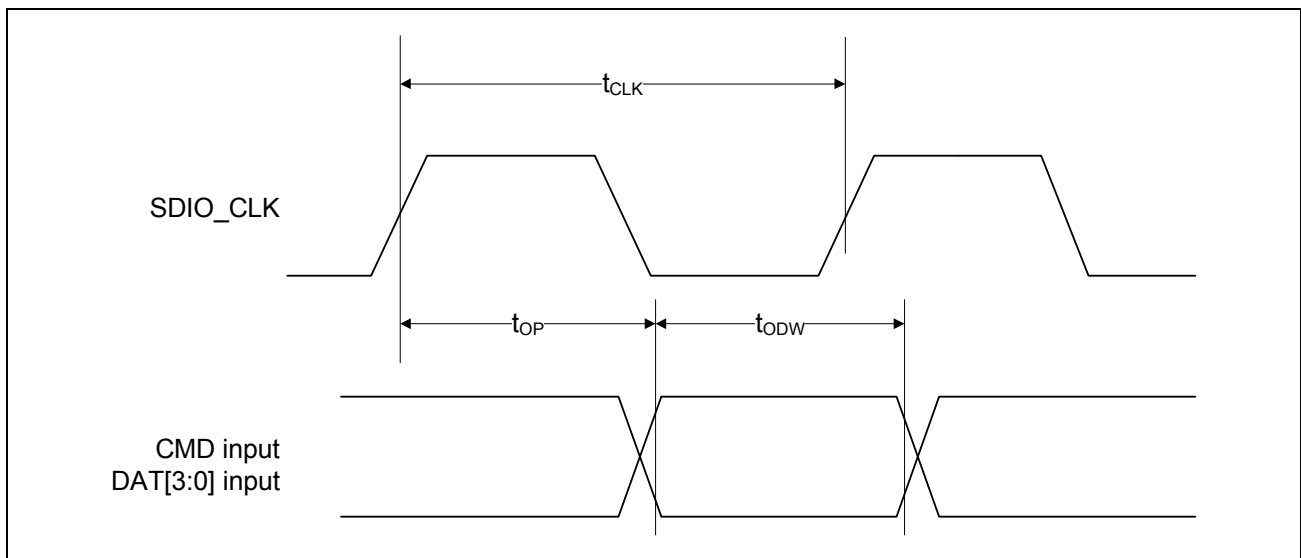 tCLK
SDIO_CLK
tOP
tODW
CMD input
DAT[3:0] input